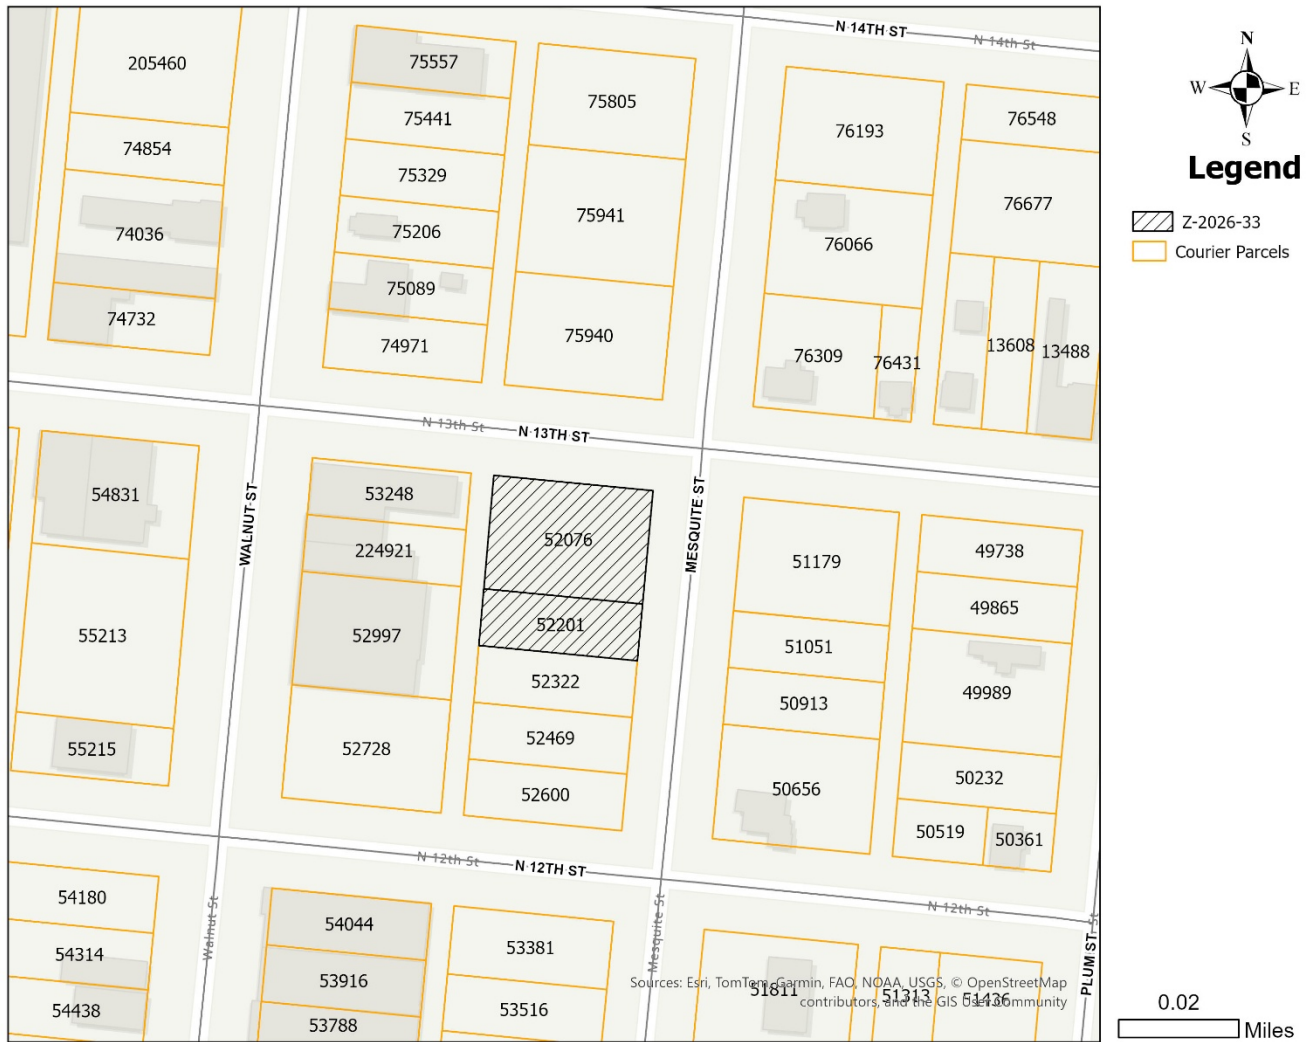 N 14TH ST
N 14th St
N
W
E
S
Legend
Z-2026-33
Courier Parcels
205460
75557
75805
76193
76548
74854
75441
75329
75941
76677
74036
75206
76066
75089
74732
74971
75940
76309
76431
13608
13488
N 13th St
N 13TH ST
54831
53248
WALNUT ST
224921
52076
MESQUITE ST
51179
49738
49865
55213
52997
52201
51051
52322
50913
49989
55215
52728
52469
50656
50232
52600
50519
50361
N 12th St
N 12TH ST
N 12th St
54180
54044
53381
Walnut St
Mesquite St
PLUM ST
St
54314
53916
54438
53788
53516
51811
51313
51436
Sources: Esri, TomTom, Garmin, FAO, NOAA, USGS, © OpenStreetMap
contributors, and the GIS User Community
0.02
Miles